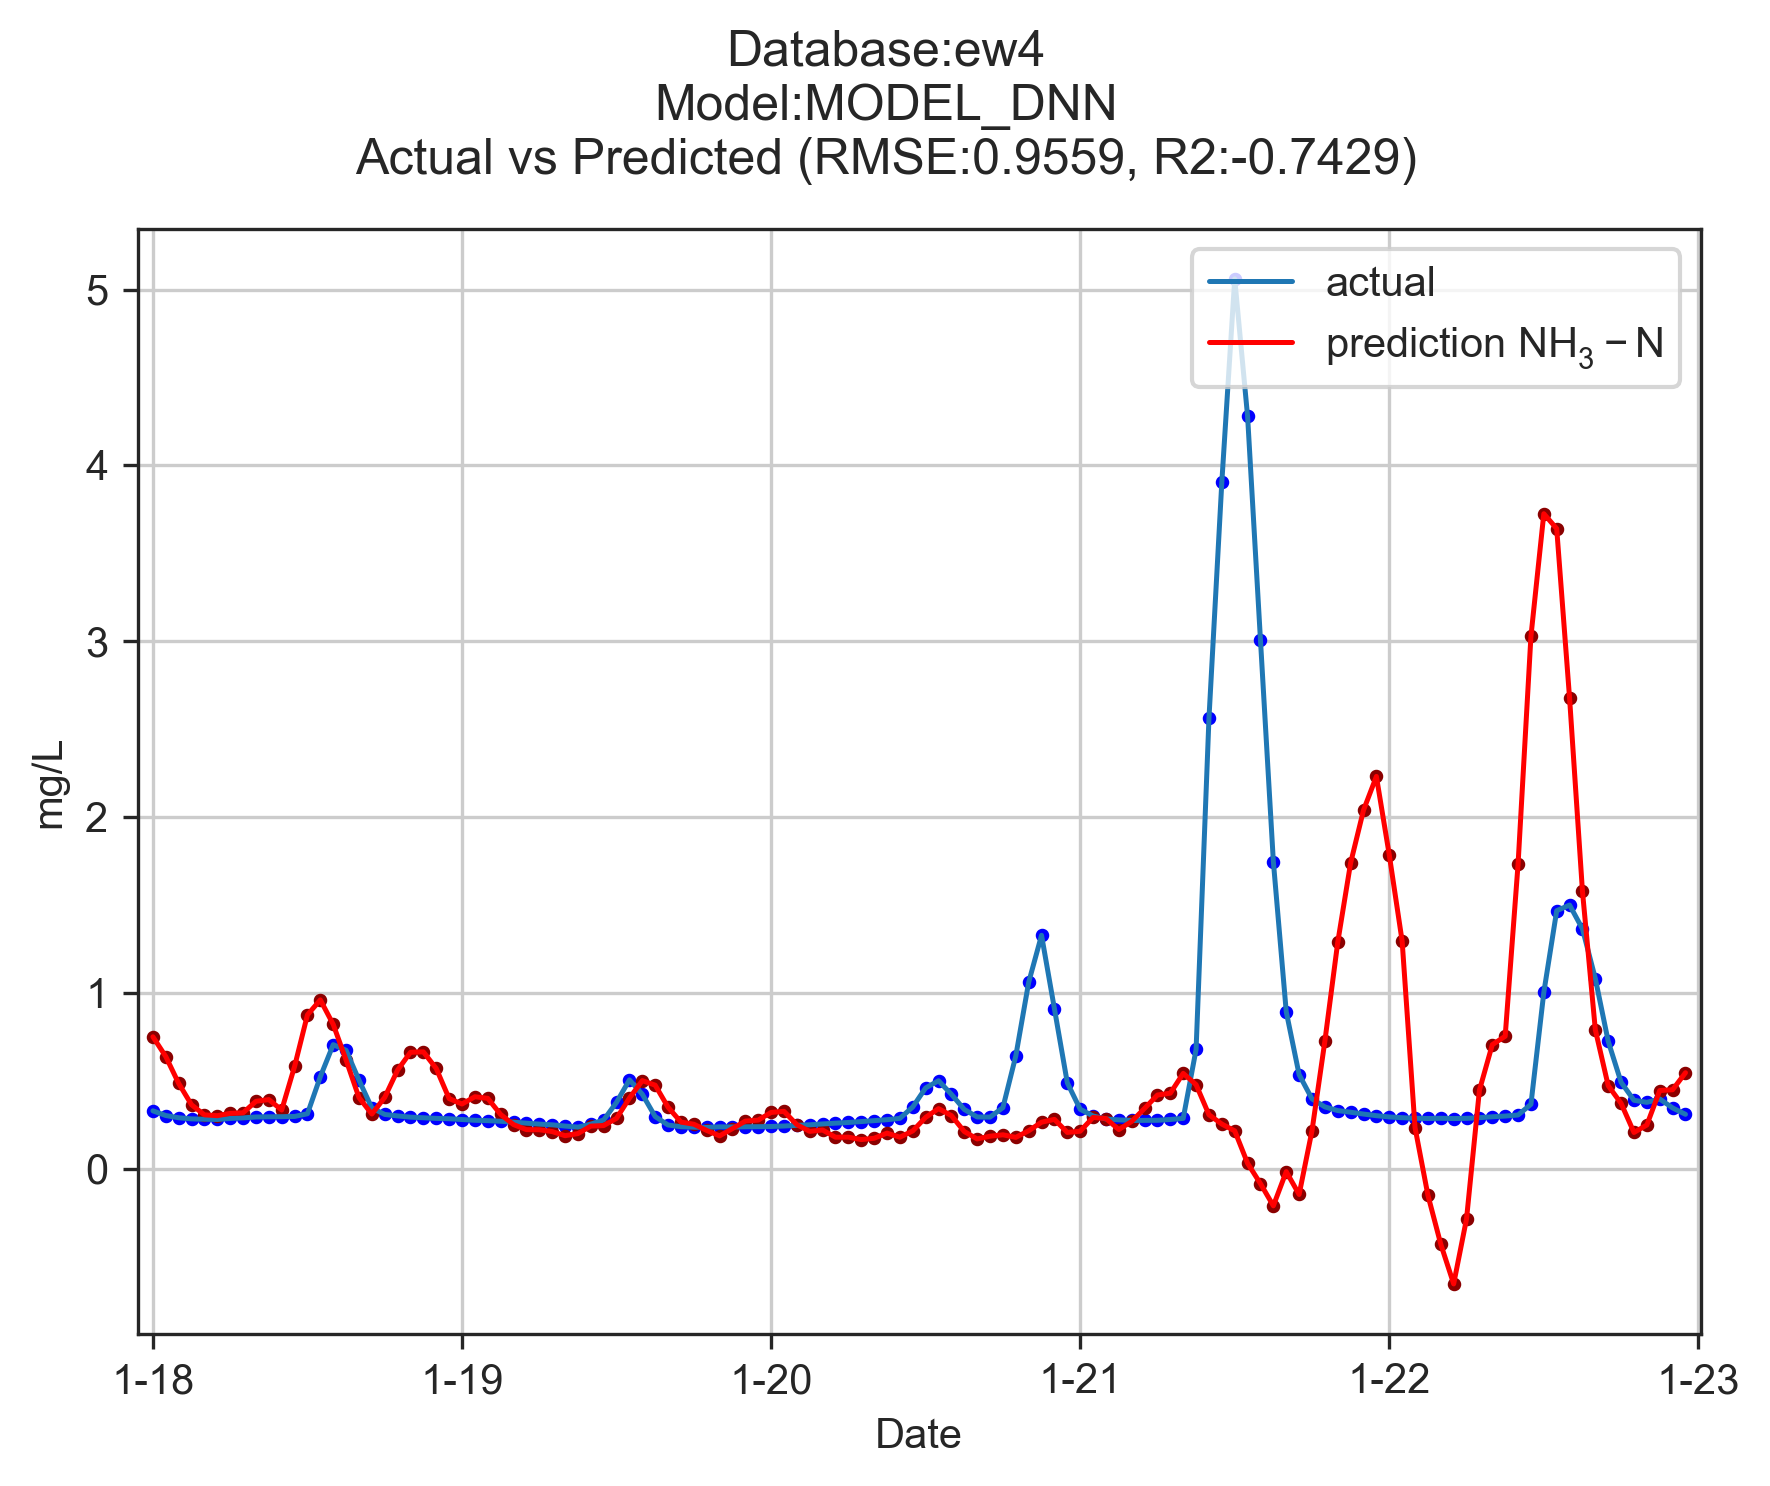 Database:ew4
Model:MODEL_DNN
Actual vs Predicted (RMSE:0.9559, R2:-0.7429)
actual
prediction NH₃ − N
5
4
3
2
1
0
mg/L
1-18 1-19 1-20 1-21 1-22 1-23
Date